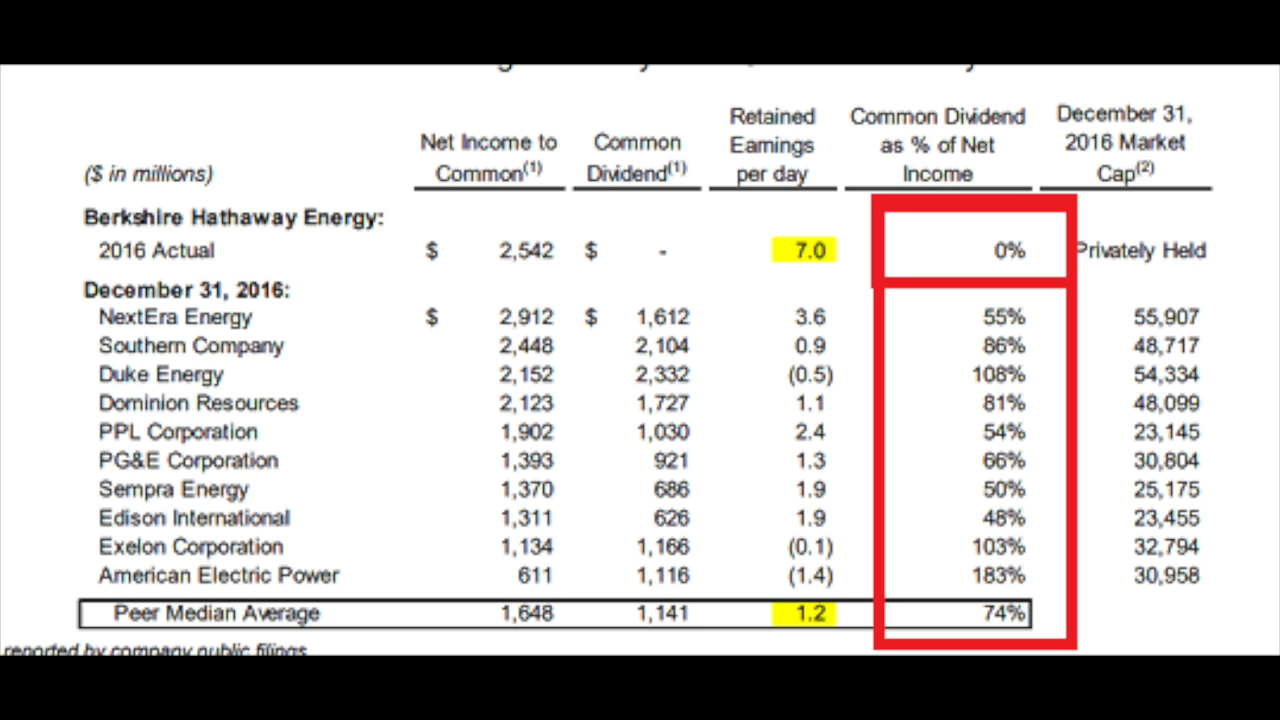 Retained Common Dividend December 31,
Net Income to Common Earnings as % of Net 2016 Market
($ in millions) Common(1) Dividend(1) per day Income Cap(2)
Berkshire Hathaway Energy:
2016 Actual $ 2,542 $ - 7.0 0% Privately Held
December 31, 2016:
NextEra Energy $ 2,912 $ 1,612 3.6 55% 55,907
Southern Company 2,448 2,104 0.9 86% 48,717
Duke Energy 2,152 2,332 (0.5) 108% 54,334
Dominion Resources 2,123 1,727 1.1 81% 48,099
PPL Corporation 1,902 1,030 2.4 54% 23,145
PG&E Corporation 1,393 921 1.3 66% 30,804
Sempra Energy 1,370 686 1.9 50% 25,175
Edison International 1,311 626 1.9 48% 23,455
Exelon Corporation 1,134 1,166 (0.1) 103% 32,794
American Electric Power 611 1,116 (1.4) 183% 30,958
Peer Median Average 1,648 1,141 1.2 74%
reported by company public filings